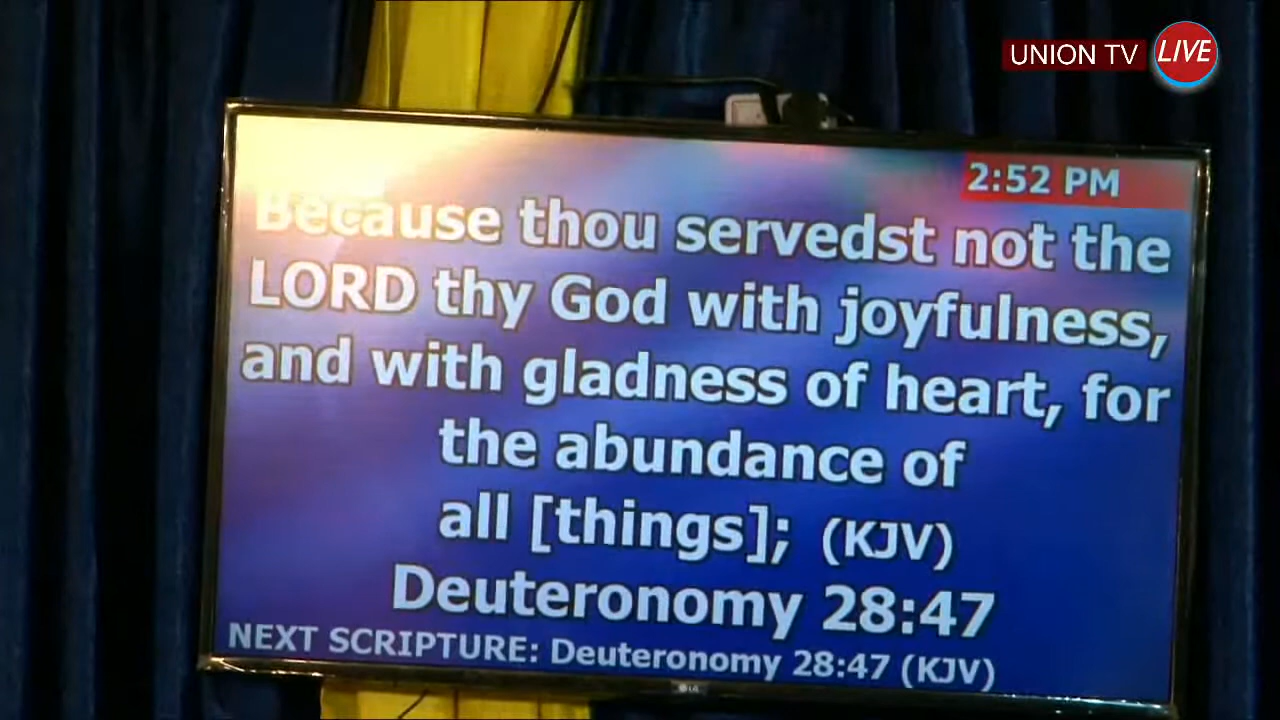 UNION TV LIVE
2:52 PM
Because thou servedst not the
LORD thy God with joyfulness,
and with gladness of heart, for
the abundance of
all [things]; (KJV)
Deuteronomy 28:47
NEXT SCRIPTURE: Deuteronomy 28:47 (KJV)
LG